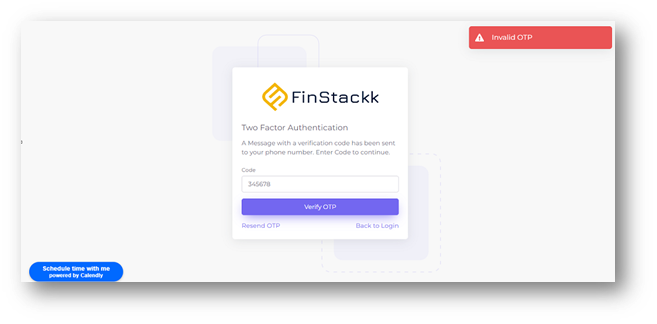 Invalid OTP
FinStackk
Two Factor Authentication
A Message with a verification code has been sent
to your phone number. Enter Code to continue.
Code
345678
Verify OTP
Resend OTP
Back to Login
Schedule time with me
powered by Calendly